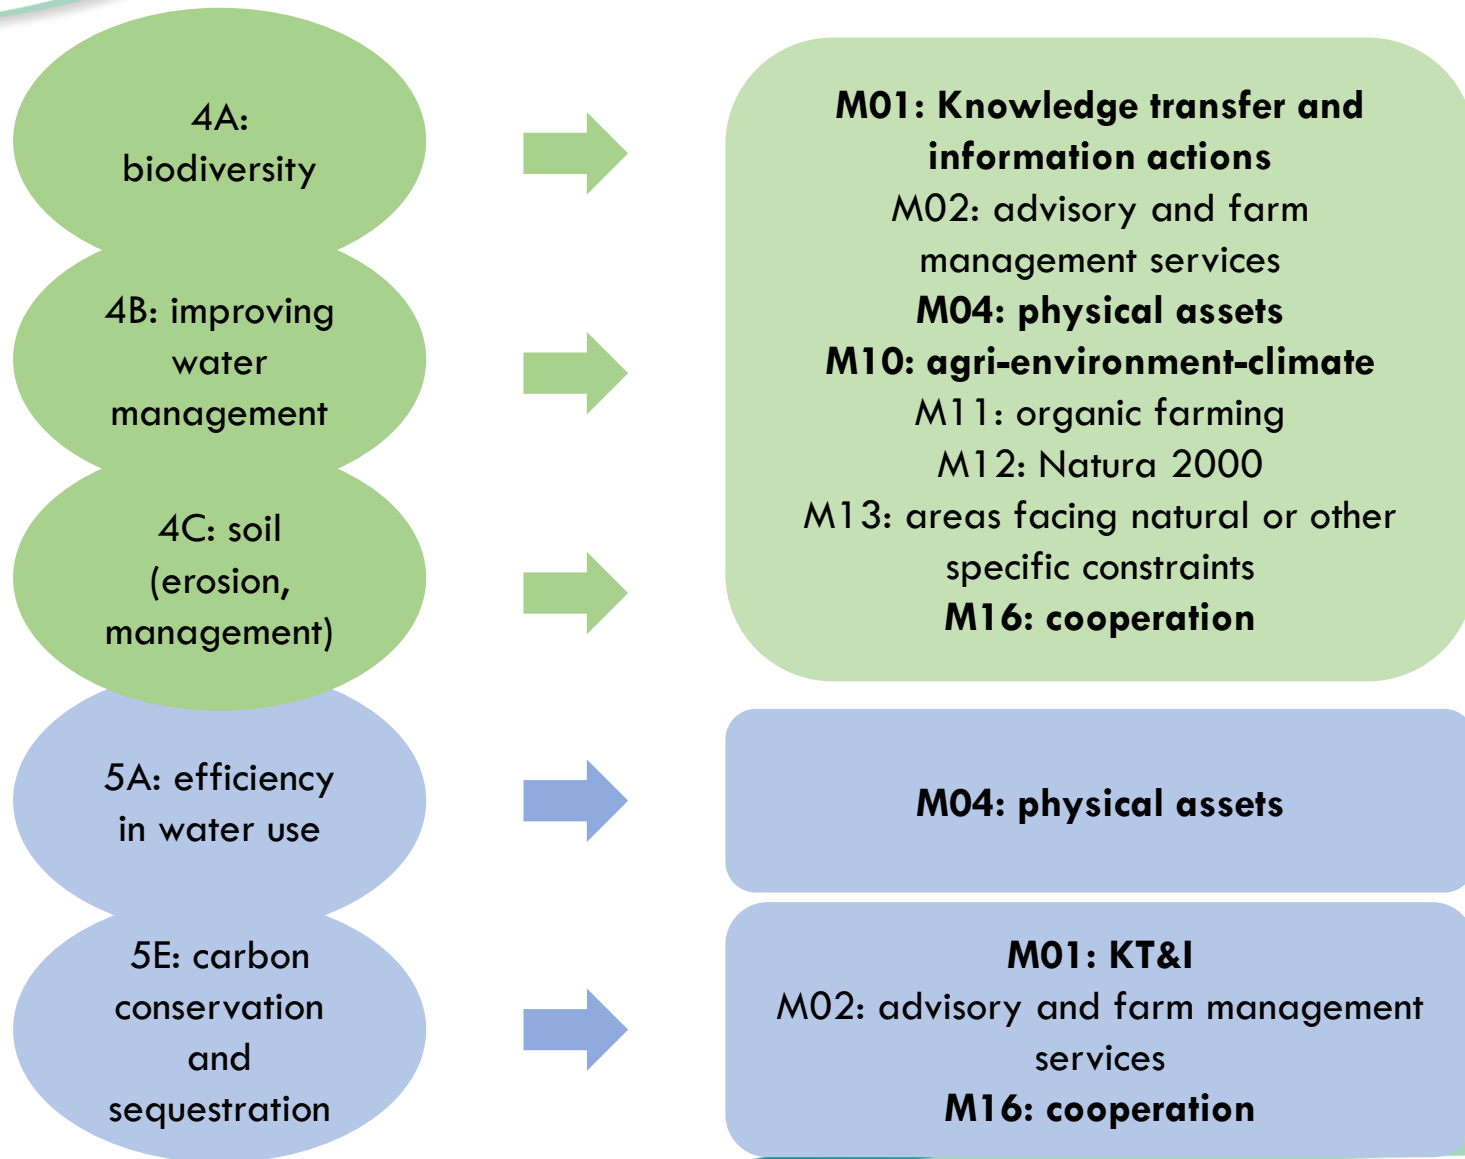 4A:
biodiversity
4B: improving
water
management
4C: soil
(erosion,
management)
5A: efficiency
in water use
5E: carbon
conservation
and
sequestration
M01: Knowledge transfer and
information actions
M02: advisory and farm
management services
M04: physical assets
M10: agri-environment-climate
M11: organic farming
M12: Natura 2000
M13: areas facing natural or other
specific constraints
M16: cooperation
M04: physical assets
M01: KT&I
M02: advisory and farm management
services
M16: cooperation